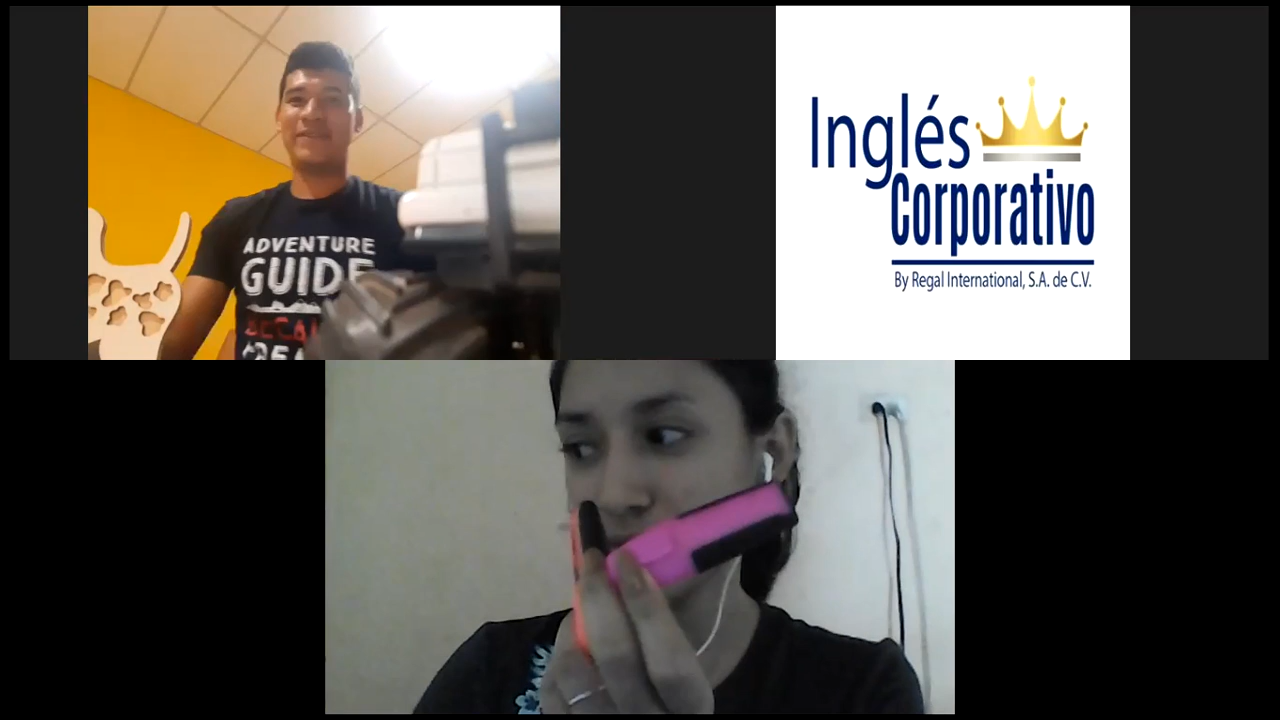 ADVENTURE
GUIDE
Inglés
Corporativo
By Regal International, S.A. de C.V.